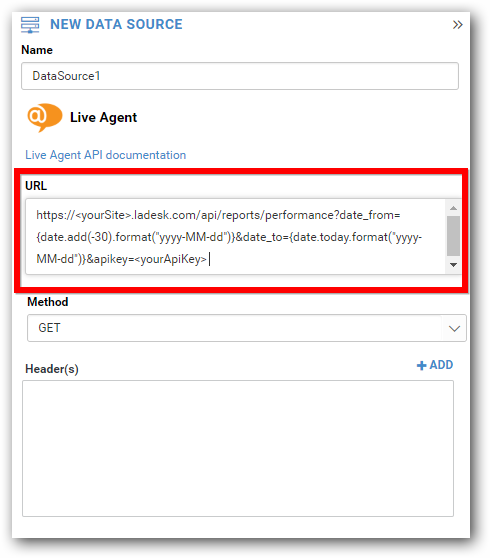 NEW DATA SOURCE
Name
DataSource1
@
Live Agent
Live Agent API documentation
URL
https://<yourSite>.ladesk.com/api/reports/performance?date_from=
{date.add(-30).format("yyyy-MM-dd")}&date_to={date.today.format("yyyy-
MM-dd")}&apikey=<yourApiKey>
Method
GET
Header(s)
+ ADD